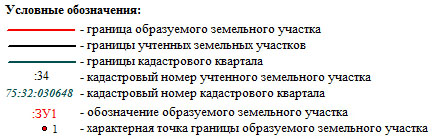 Условные обозначения:
- граница образуемого земельного участка
- границы учтенных земельных участков
- границы кадастрового квартала
:34 - кадастровый номер учтенного земельного участка
75:32:030648 - кадастровый номер кадастрового квартала
:ЗУ1 - обозначение образуемого земельного участка
1 - характерная точка границы образуемого земельного участка